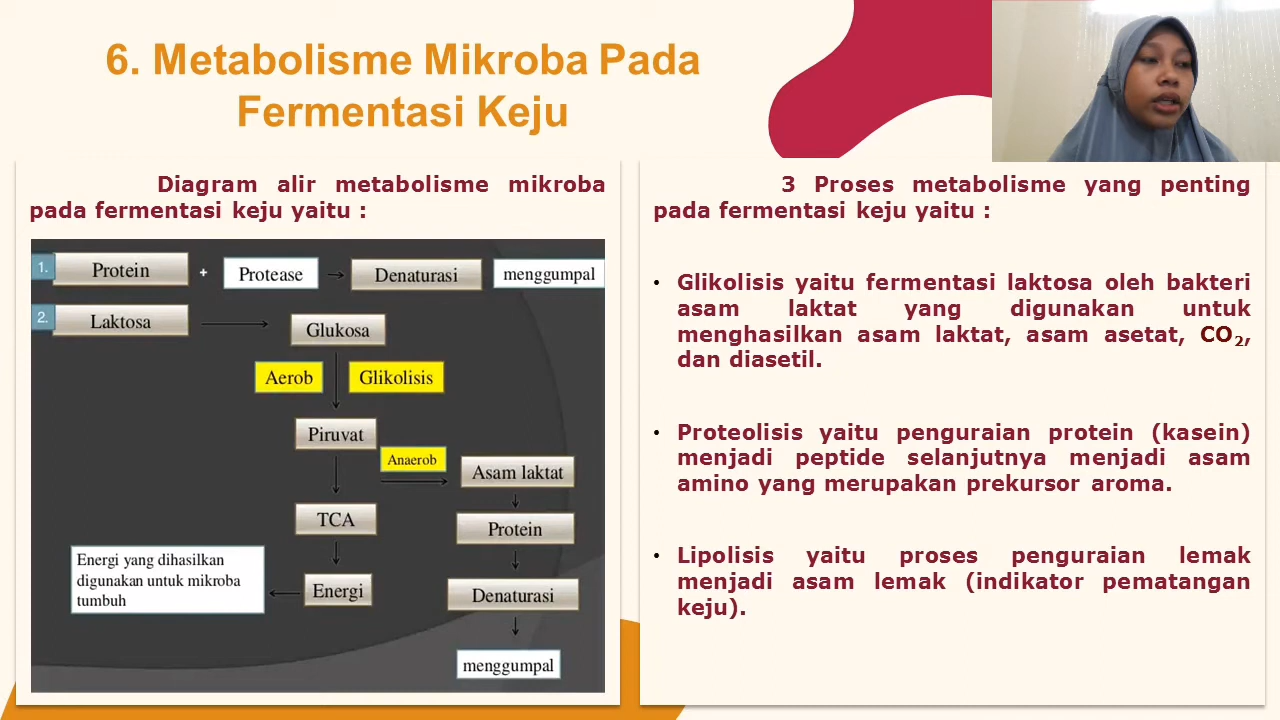 6. Metabolisme Mikroba Pada
Fermentasi Keju
Diagram alir metabolisme mikroba
pada fermentasi keju yaitu :
1. Protein + Protease Denaturasi menggumpal
2. Laktosa
Glukosa
Aerob Glikolisis
Piruvat
Anaerob
Asam laktat
TCA
Protein
Energi yang dihasilkan
digunakan untuk mikroba
tumbuh
Energi
Denaturasi
menggumpal
3 Proses metabolisme yang penting
pada fermentasi keju yaitu :
• Glikolisis yaitu fermentasi laktosa oleh bakteri
asam laktat yang digunakan untuk
menghasilkan asam laktat, asam asetat, CO₂,
dan diasetil.
• Proteolisis yaitu penguraian protein (kasein)
menjadi peptide selanjutnya menjadi asam
amino yang merupakan prekursor aroma.
• Lipolisis yaitu proses penguraian lemak
menjadi asam lemak (indikator pematangan
keju).